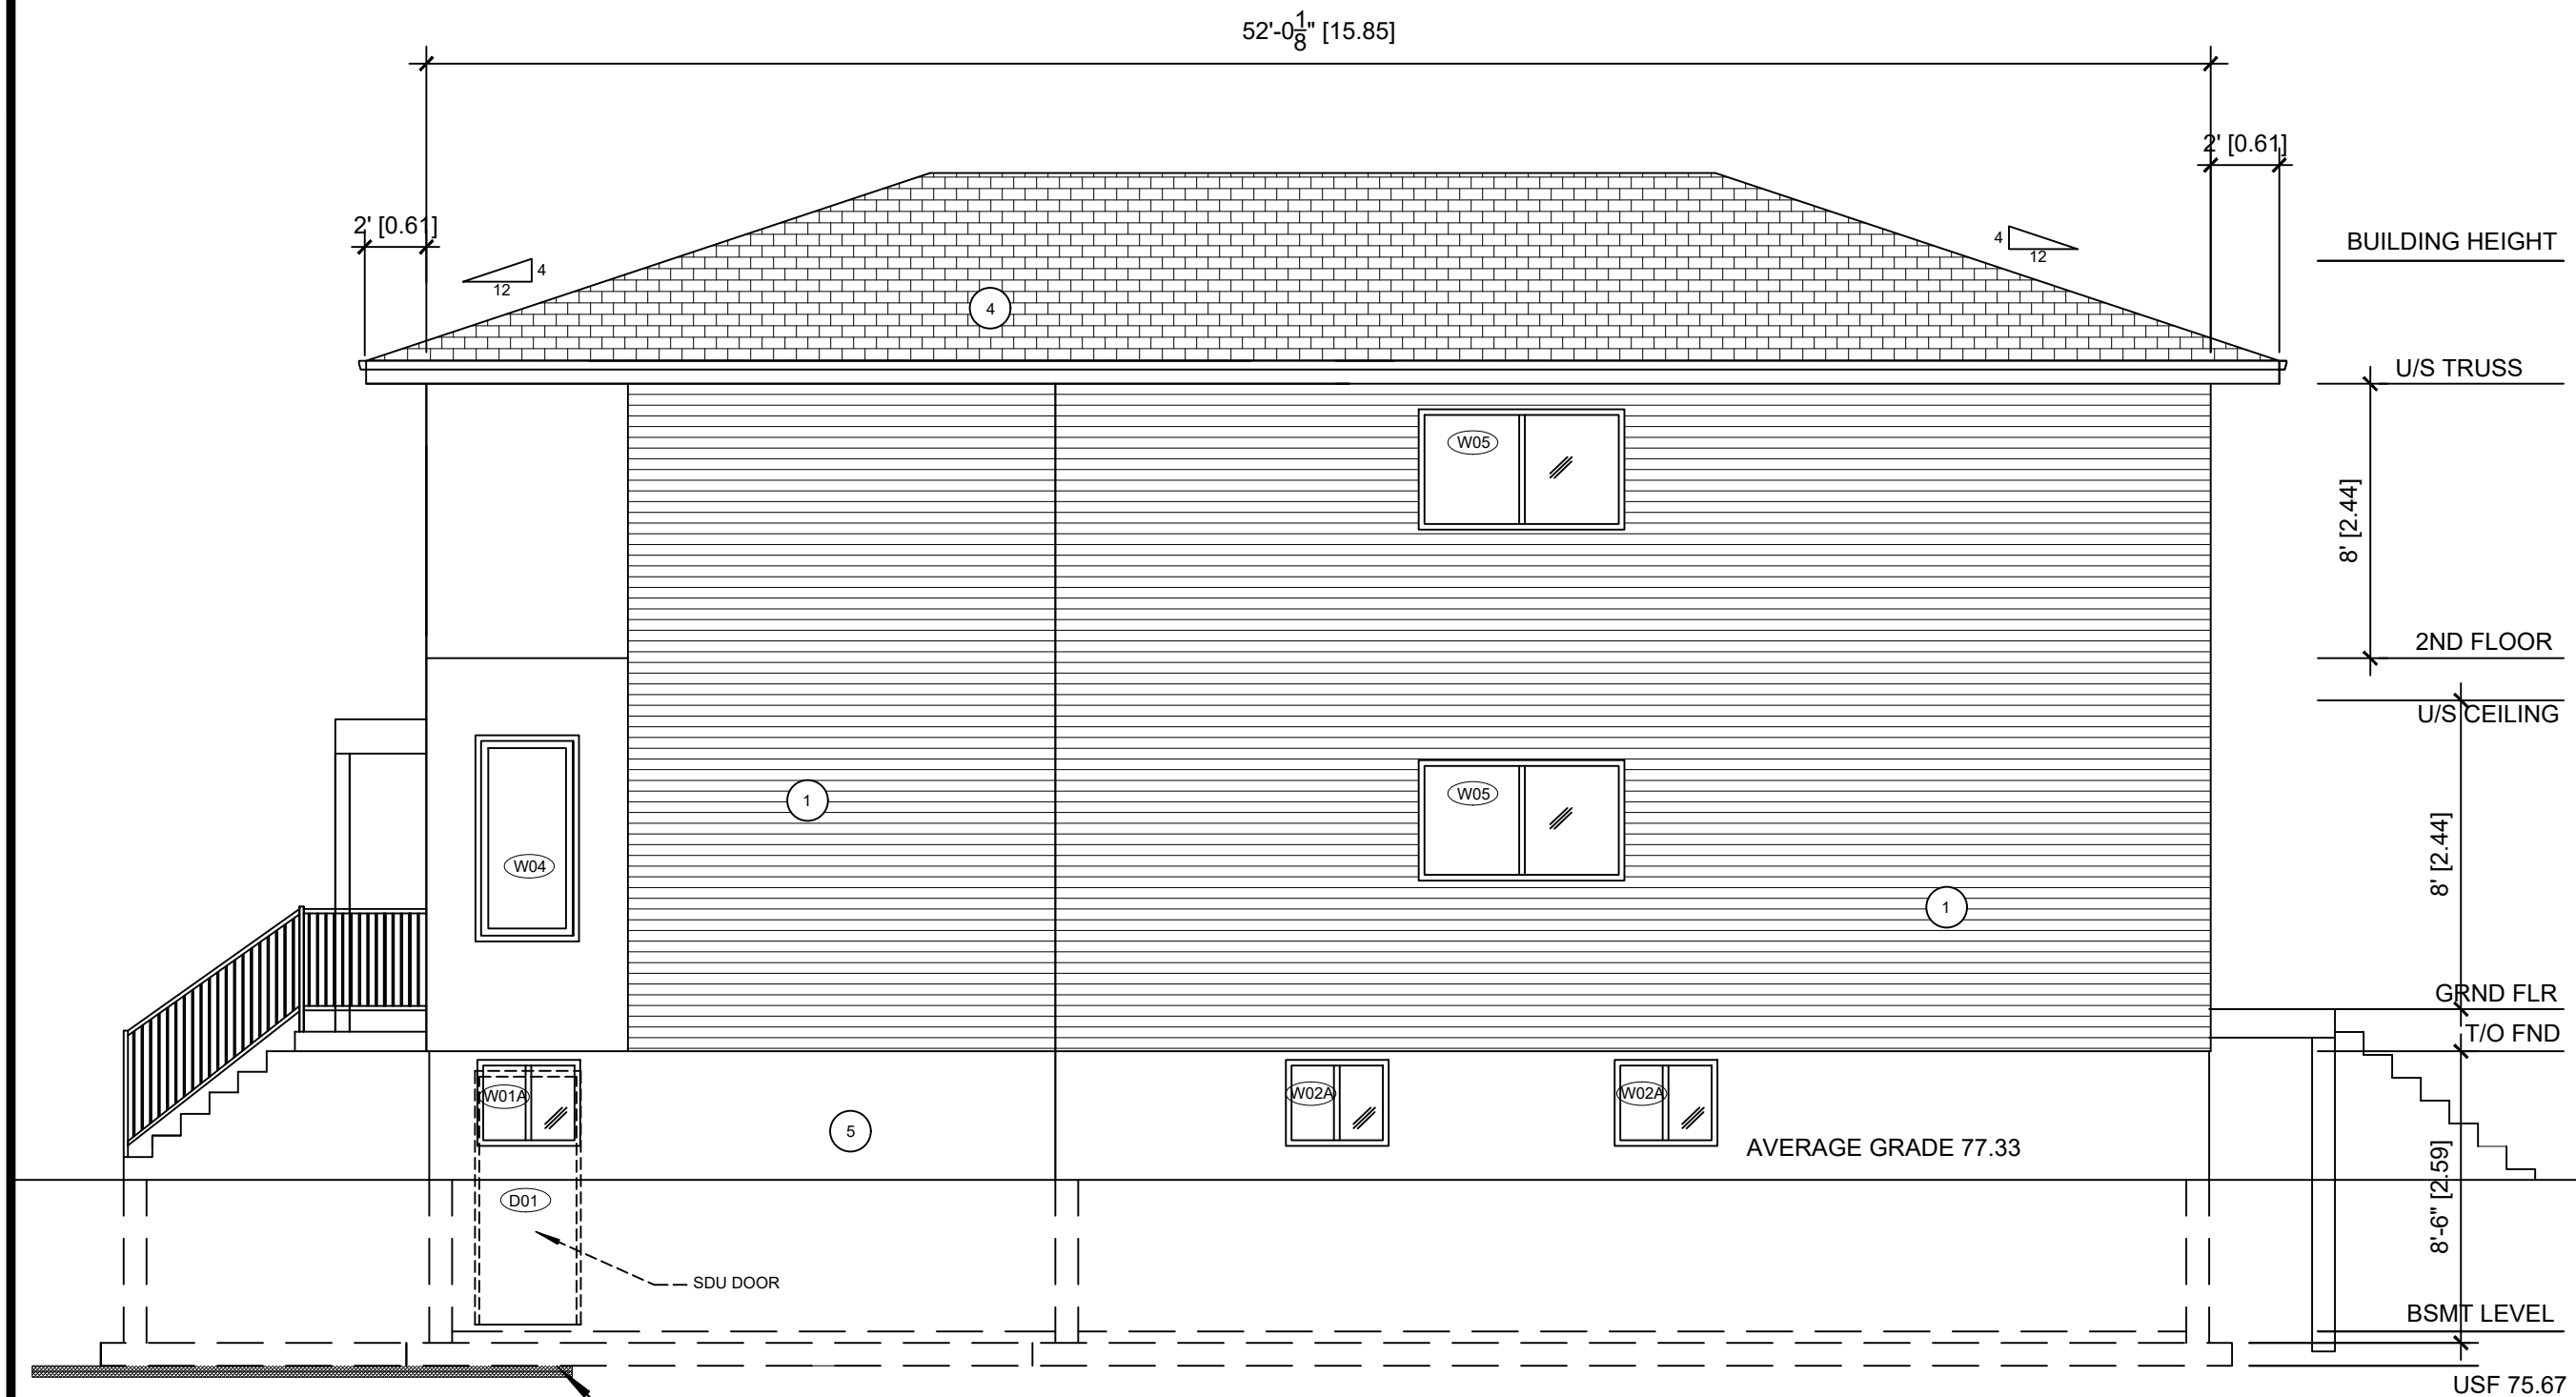 52'-0 1/8" [15.85]
2' [0.61]
2' [0.61]
4
12
4
12
BUILDING HEIGHT
4
U/S TRUSS
W05
8' [2.44]
2ND FLOOR
U/S CEILING
W05
1
W04
8' [2.44]
1
GRND FLR
T/O FND
W01A
W02A
W02A
5
AVERAGE GRADE 77.33
D01
8'-6" [2.59]
SDU DOOR
BSMT LEVEL
USF 75.67